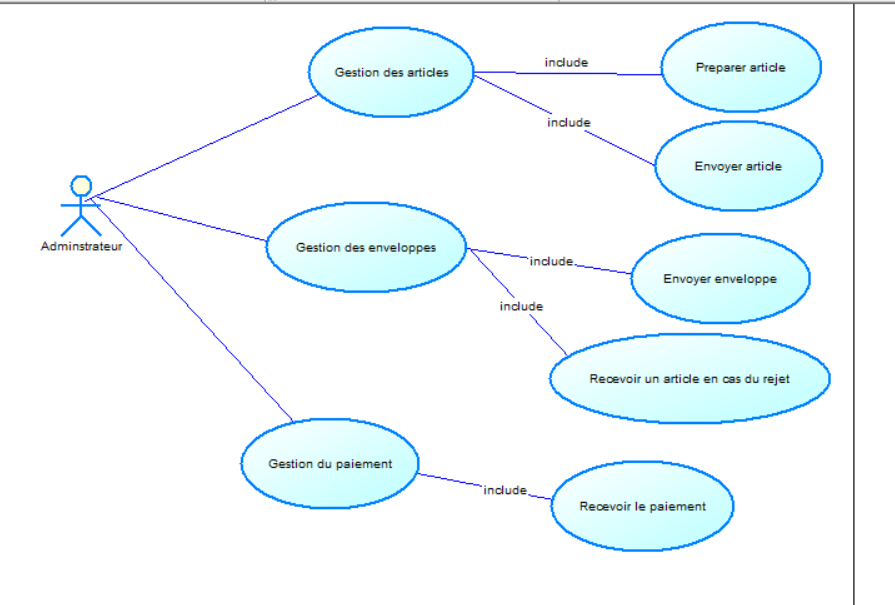 Gestion des articles
include
Preparer article
include
Envoyer article
Adminstrateur
Gestion des enveloppes
include
Envoyer enveloppe
include
Recevoir un article en cas du rejet
Gestion du paiement
include
Recevoir le paiement